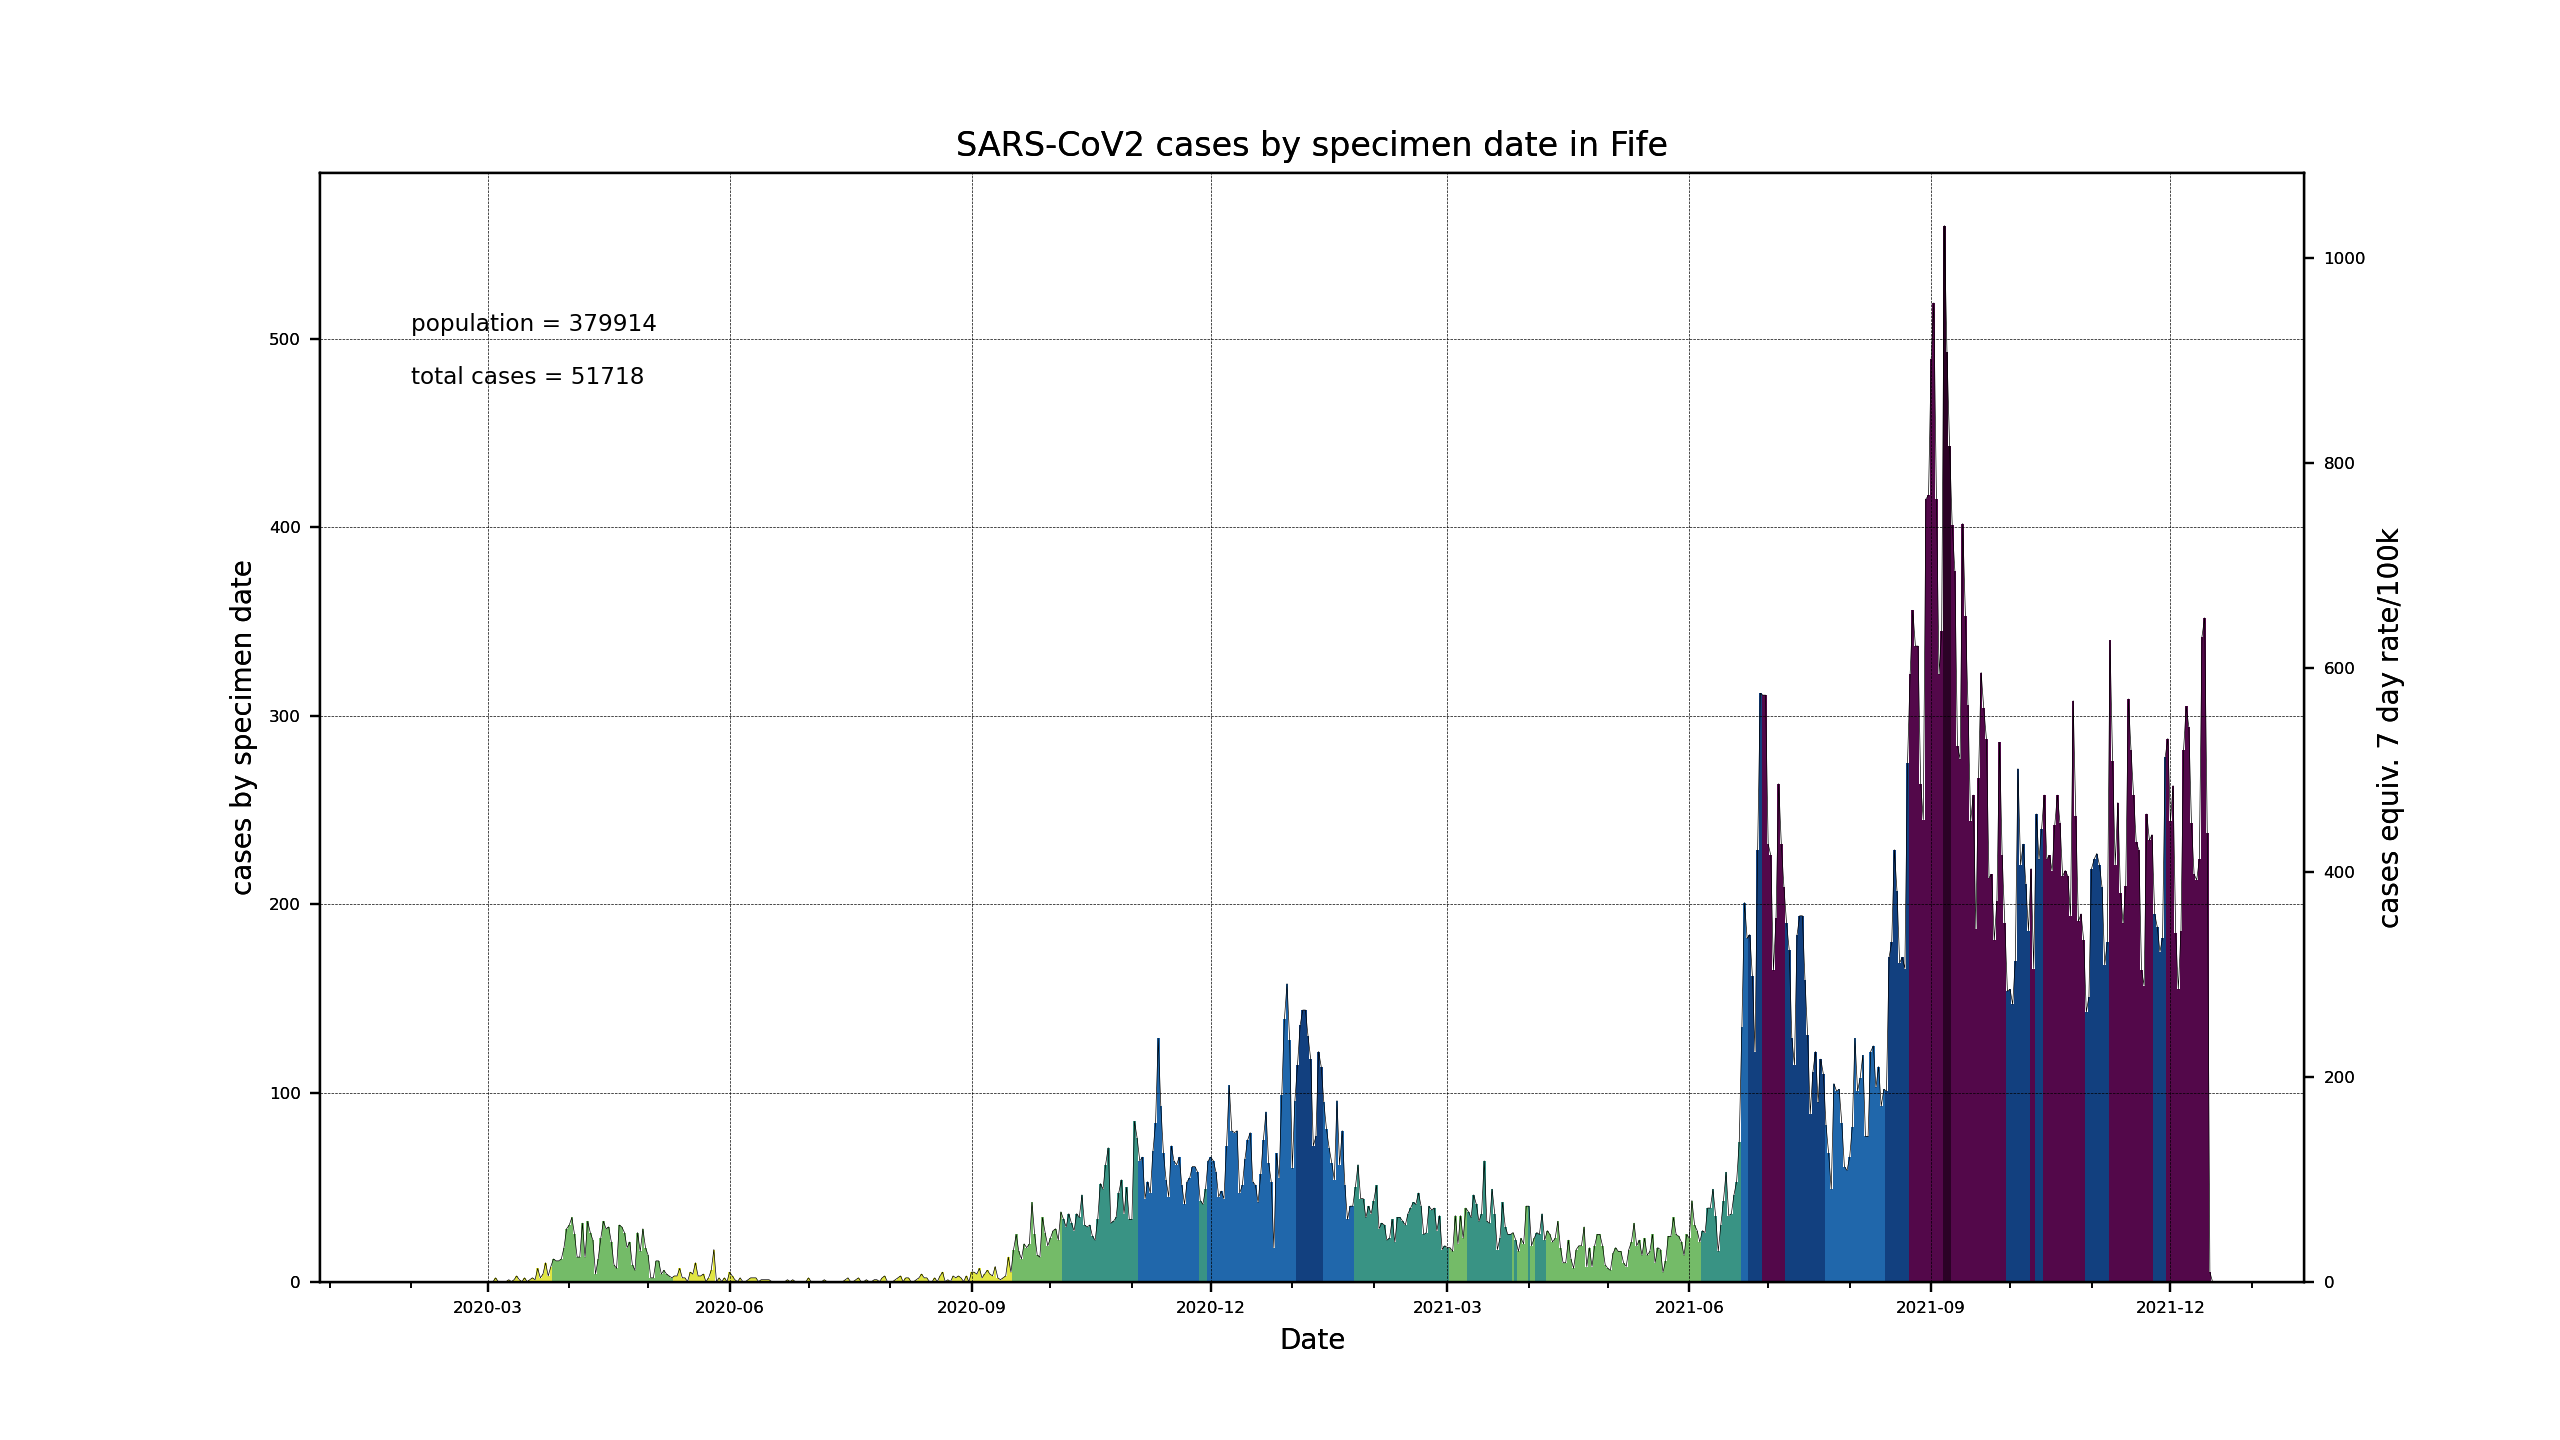 SARS-CoV2 cases by specimen date in Fife
population = 379914
total cases = 51718
cases by specimen date
500
400
300
200
100
0
cases equiv. 7 day rate/100k
1000
800
600
400
200
0
2020-03 2020-06 2020-09 2020-12 2021-03 2021-06 2021-09 2021-12
Date